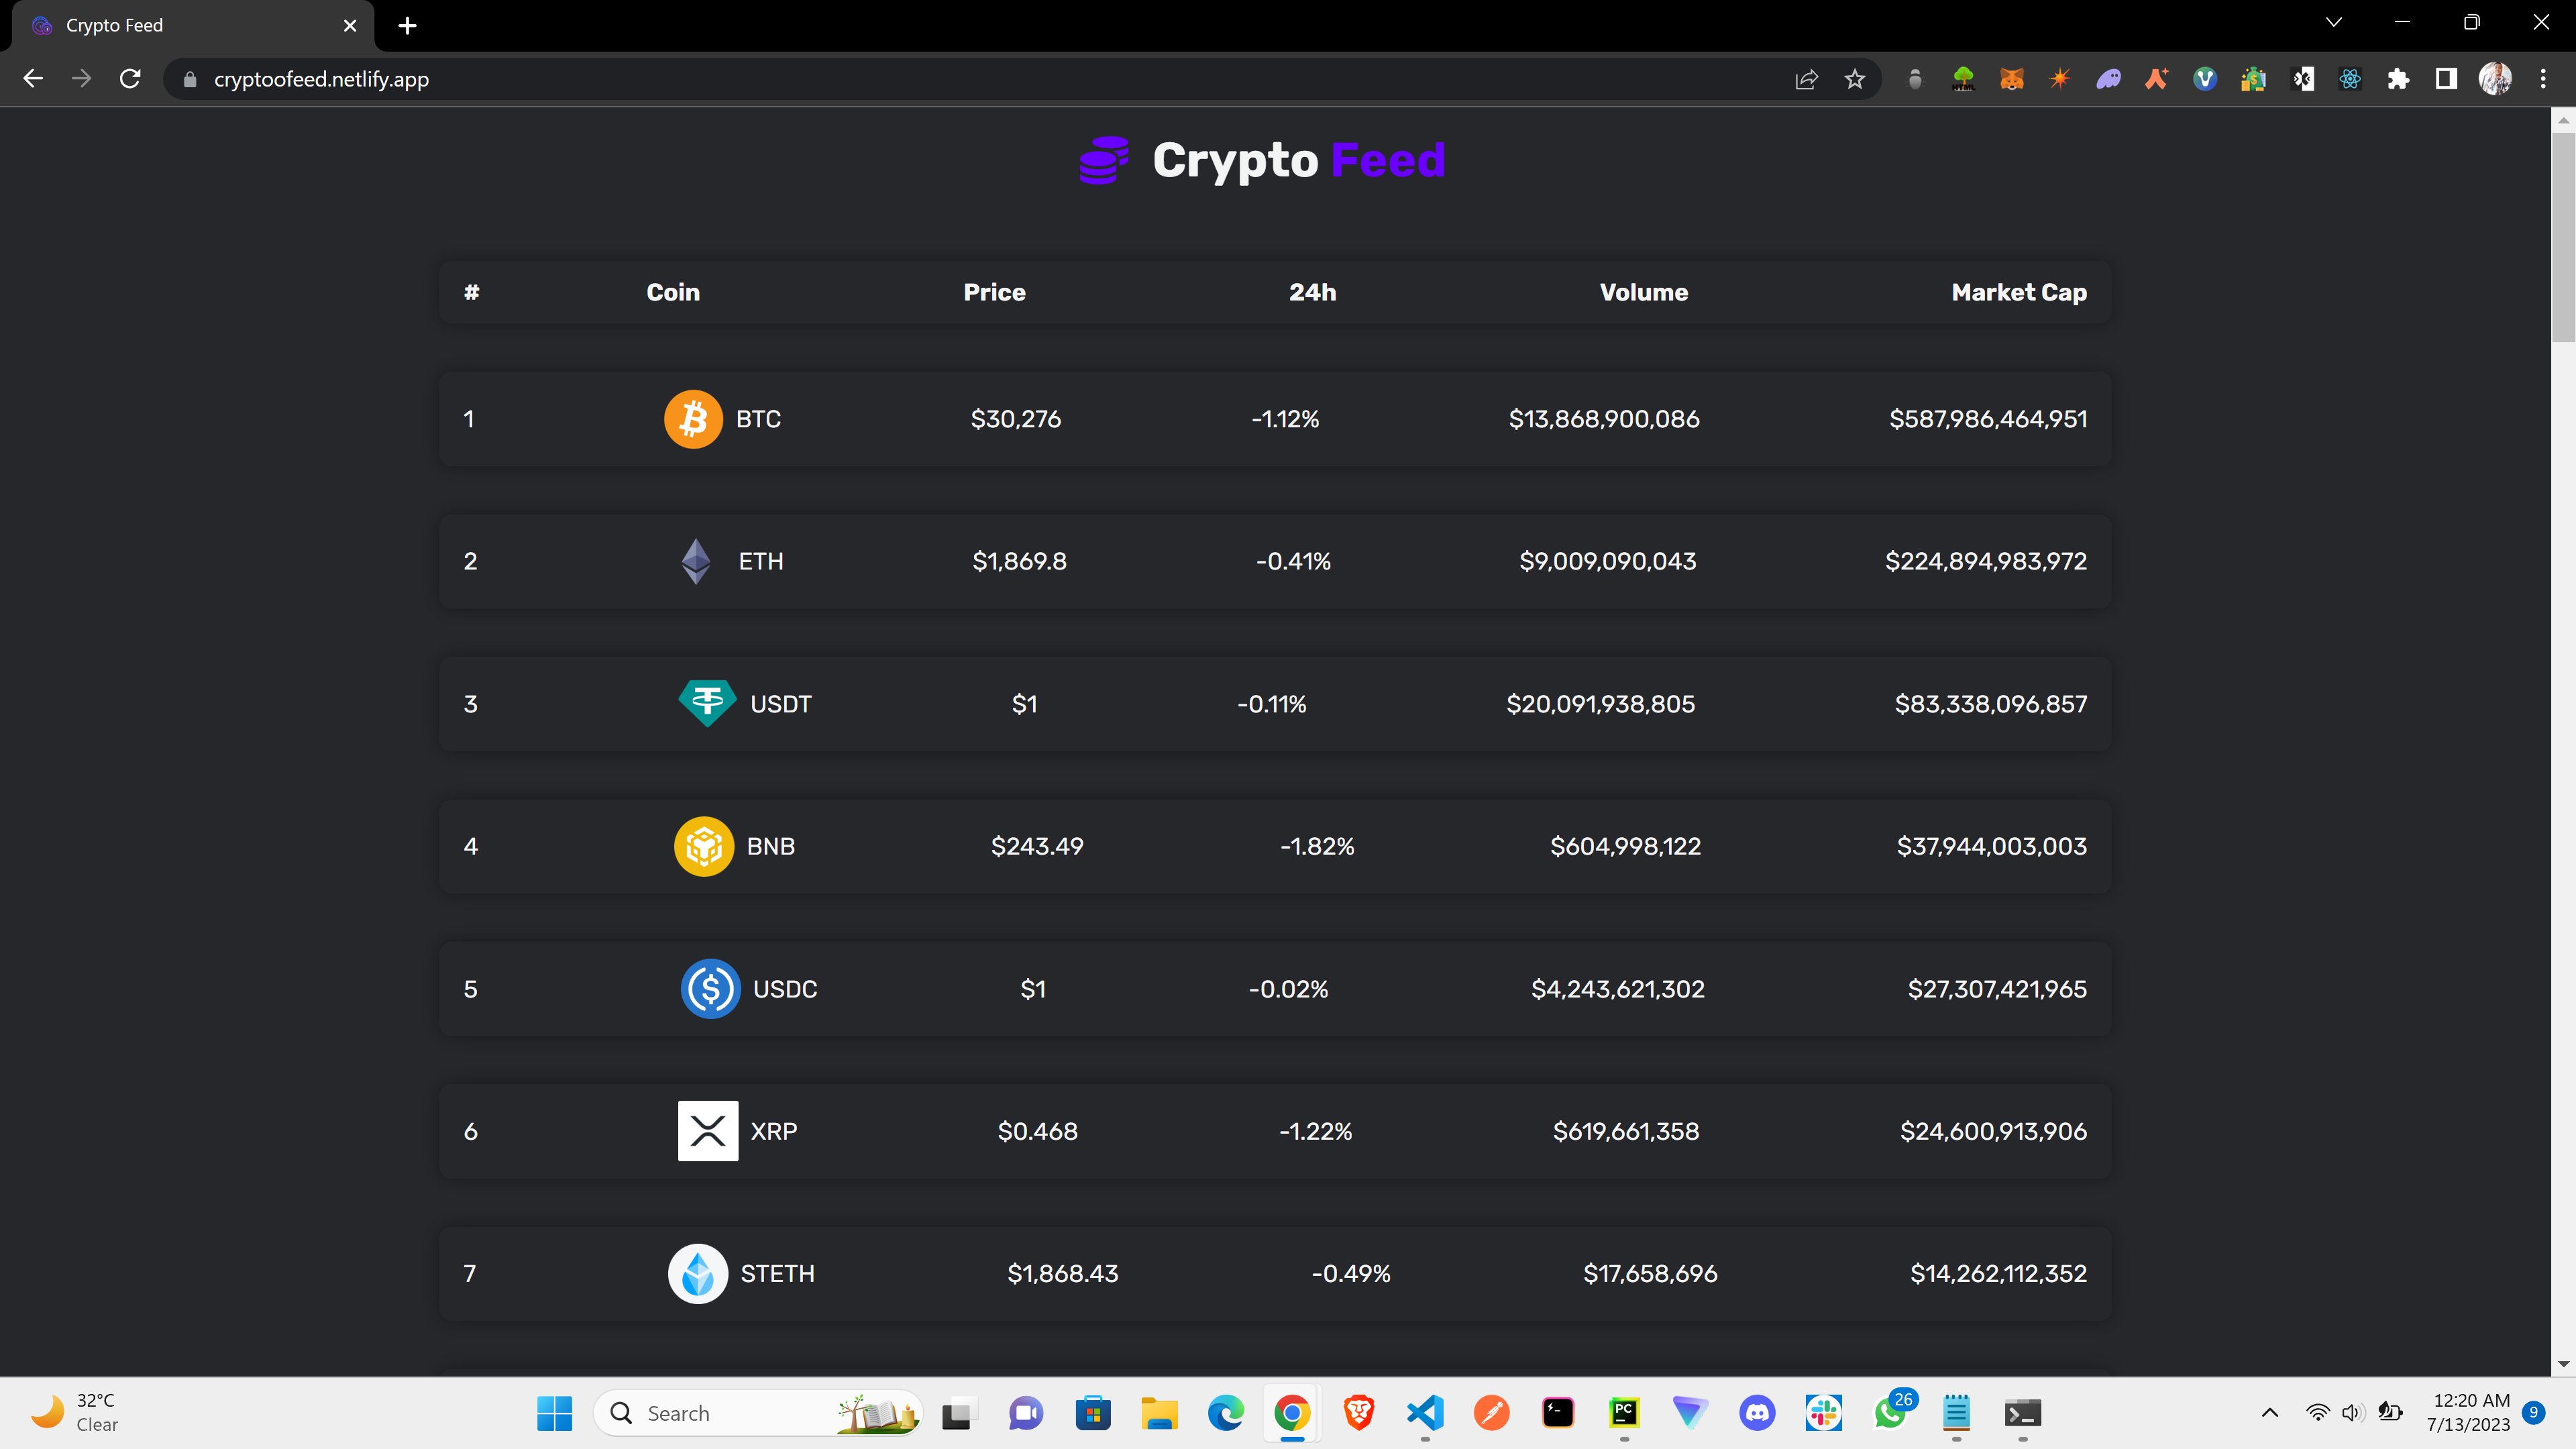 Crypto Feed
cryptoofeed.netlify.app
Crypto Feed
# Coin Price 24h Volume Market Cap
1 BTC $30,276 -1.12% $13,868,900,086 $587,986,464,951
2 ETH $1,869.8 -0.41% $9,009,090,043 $224,894,983,972
3 USDT $1 -0.11% $20,091,938,805 $83,338,096,857
4 BNB $243.49 -1.82% $604,998,122 $37,944,003,003
5 USDC $1 -0.02% $4,243,621,302 $27,307,421,965
6 XRP $0.468 -1.22% $619,661,358 $24,600,913,906
7 STETH $1,868.43 -0.49% $17,658,696 $14,262,112,352
32°C
Clear
Search
PC
26
12:20 AM
7/13/2023
9